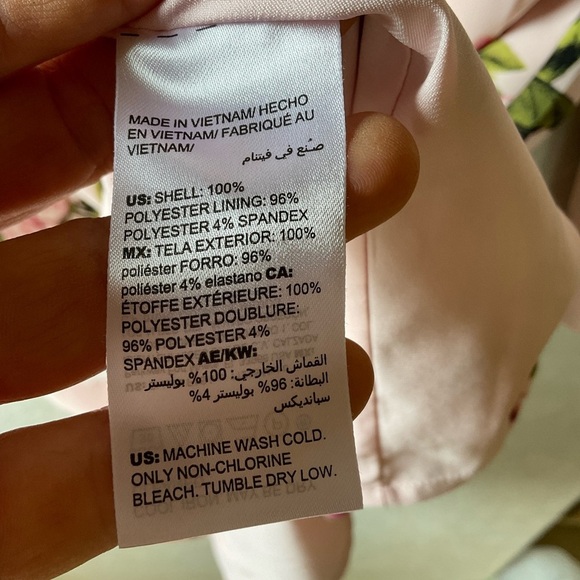 MADE IN VIETNAM/ HECHO
EN VIETNAM/ FABRIQUÉ AU
VIETNAM/
صنع في فيتنام
US: SHELL: 100%
POLYESTER LINING: 96%
POLYESTER 4% SPANDEX
MX: TELA EXTERIOR: 100%
poliéster FORRO: 96%
poliéster 4% elastano CA:
ÉTOFFE EXTÉRIEURE: 100%
POLYESTER DOUBLURE:
96% POLYESTER 4%
SPANDEX AE/KW:
القماش الخارجي: 100% بوليستر
البطانة: 96% بوليستر 4%
سبانديكس
US: MACHINE WASH COLD.
ONLY NON-CHLORINE
BLEACH. TUMBLE DRY LOW.